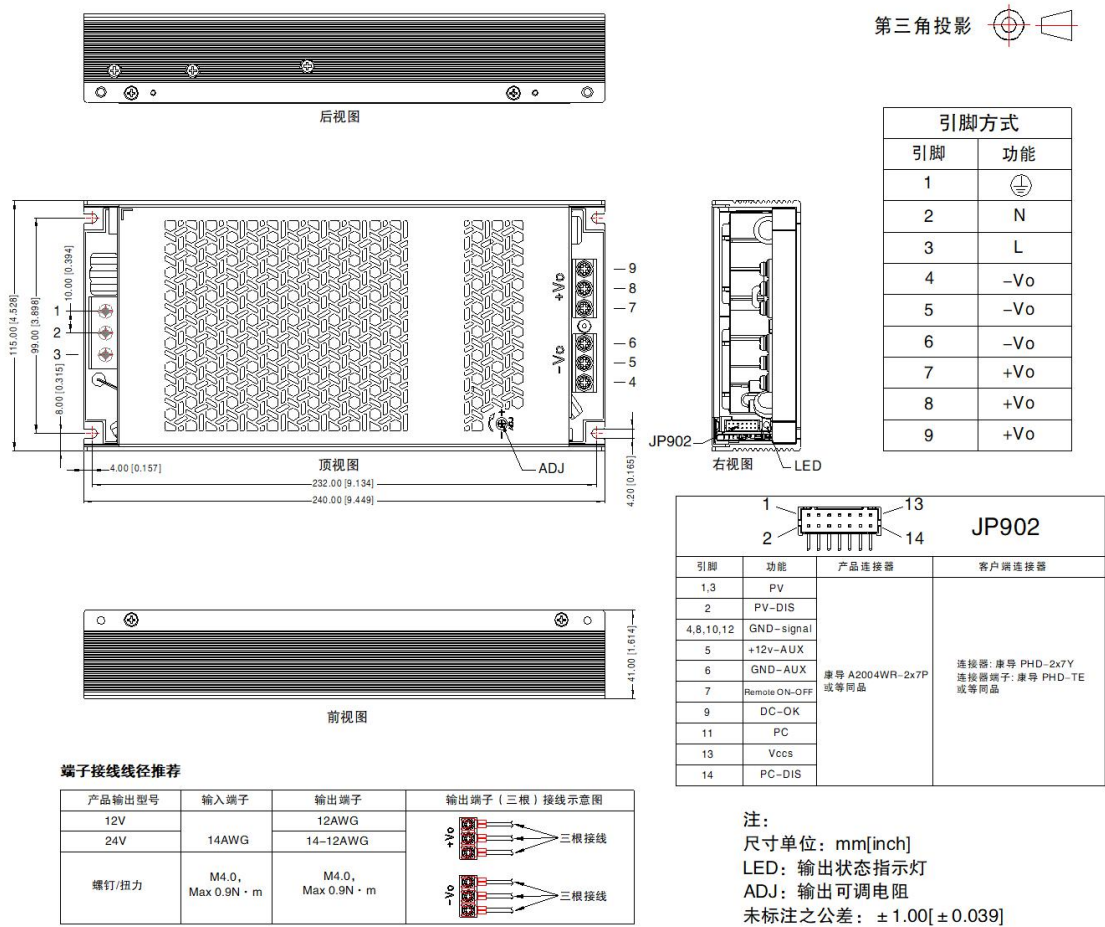 第三角投影
后视图
引脚方式
引脚 功能
1
2 N
3 L
4 −Vo
5 −Vo
6 −Vo
7 +Vo
8 +Vo
9 +Vo
115.00 [4.528]
99.00 [3.898]
10.00 [0.394]
8.00 [0.315]
1
2
3
+Vo
−Vo
9
8
7
6
5
4
+
−
ADJ
ADJ
4.00 [0.157]
顶视图
232.00 [9.134]
240.00 [9.449]
4.20 [0.165]
JP902
右视图
LED
1
2
13
14
JP902
引脚 功能 产品连接器 客户端连接器
1,3 PV
2 PV−DIS
4,8,10,12 GND−signal
5 +12v−AUX
6 GND−AUX
7 Remote ON−OFF
9 DC−OK
11 PC
13 Vccs
14 PC−DIS
康导 A2004WR−2x7P
或等同品
连接器: 康导 PHD−2x7Y
连接器端子: 康导 PHD−TE
或等同品
41.00 [1.614]
前视图
端子接线线径推荐
产品输出型号 输入端子 输出端子 输出端子（三根）接线示意图
12V 14AWG 12AWG
24V 14−12AWG
螺钉/扭力 M4.0,
Max 0.9N・m M4.0,
Max 0.9N・m
+Vo
三根接线
−Vo
三根接线
注：
尺寸单位：mm[inch]
LED：输出状态指示灯
ADJ：输出可调电阻
未标注之公差：±1.00[±0.039]